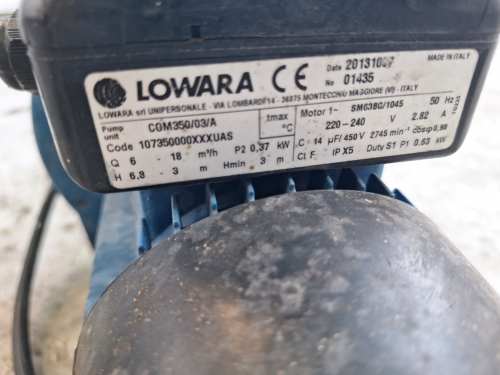 LOWARA CE
Date 201310
No 01435
MADE IN ITALY
LOWARA srl UNIPERSONALE - VIA LOMBARDI 14 - 36075 MONTECCHIO MAGGIORE (VI) - ITALY
Pump unit COM350/03/A
Code 107350000XXXUAS
Q 6 - 18 m³/h P2 0,37 kW
H 6,8 - 3 m Hmin 3 m
tmax °C
Motor 1~ SM63BG/1045 50 Hz
220-240 V 2.82 A
C 14 µF/ 450 V 2745 min⁻¹ cosφ 0,98
Cl. F IP X5 Duty S1 P1 0.63 kW